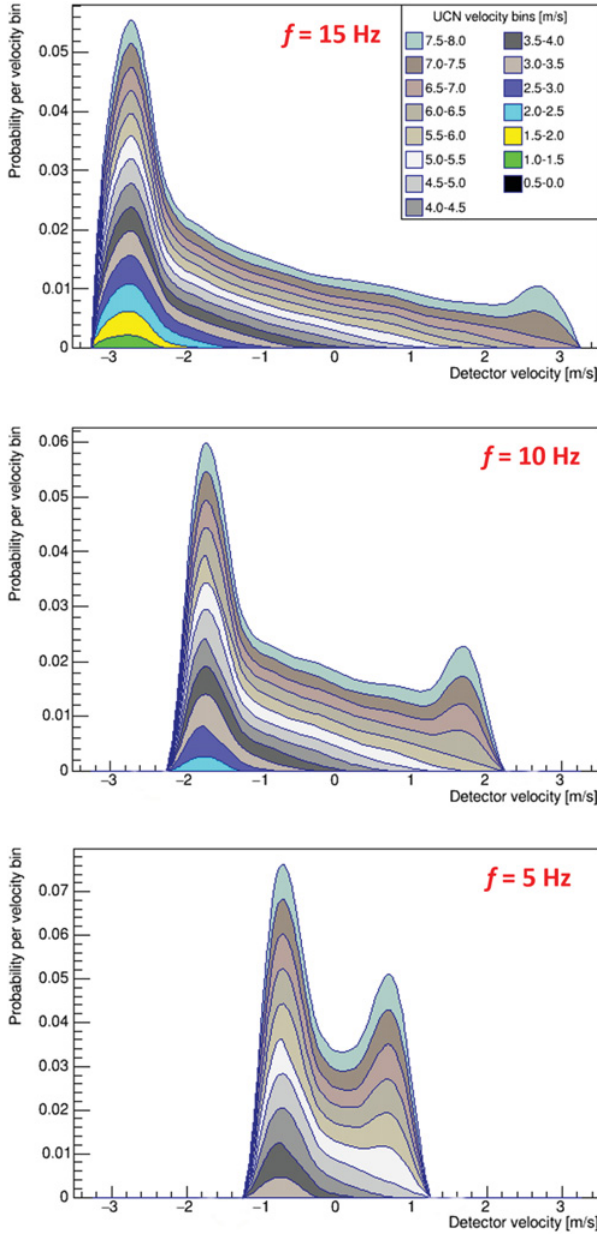 f = 15 Hz
UCN velocity bins [m/s]
7.5-8.0 3.5-4.0
7.0-7.5 3.0-3.5
6.5-7.0 2.5-3.0
6.0-6.5 2.0-2.5
5.5-6.0 1.5-2.0
5.0-5.5 1.0-1.5
4.5-5.0 0.5-0.0
4.0-4.5
Probability per velocity bin
0.05
0.04
0.03
0.02
0.01
0
−3 −2 −1 0 1 2 3
Detector velocity [m/s]
f = 10 Hz
Probability per velocity bin
0.06
0.05
0.04
0.03
0.02
0.01
0
−3 −2 −1 0 1 2 3
Detector velocity [m/s]
f = 5 Hz
Probability per velocity bin
0.07
0.06
0.05
0.04
0.03
0.02
0.01
0
−3 −2 −1 0 1 2 3
Detector velocity [m/s]